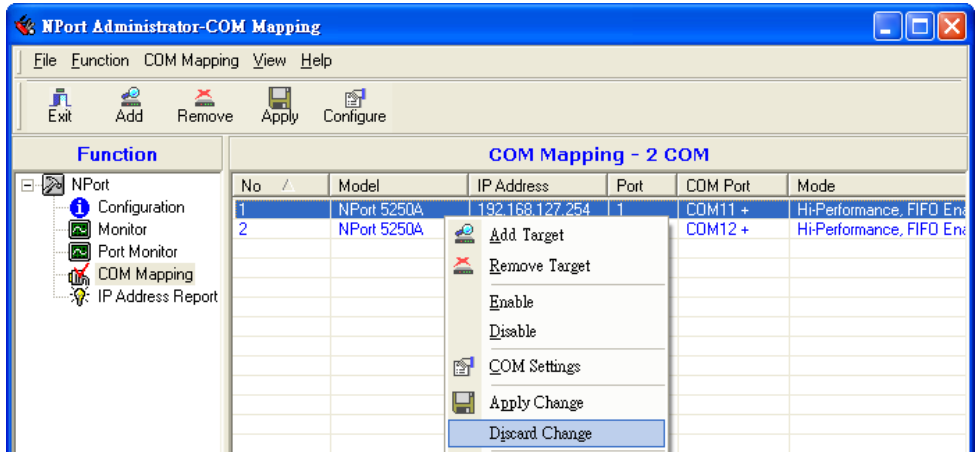 NPort Administrator-COM Mapping
File Function COM Mapping View Help
Exit Add Remove Apply Configure
Function
COM Mapping - 2 COM
NPort
Configuration
Monitor
Port Monitor
COM Mapping
IP Address Report
No Model IP Address Port COM Port Mode
1 NPort 5250A 192.168.127.254 1 COM11 + Hi-Performance, FIFO Ena
2 NPort 5250A COM12 + Hi-Performance, FIFO Ena
Add Target
Remove Target
Enable
Disable
COM Settings
Apply Change
Discard Change